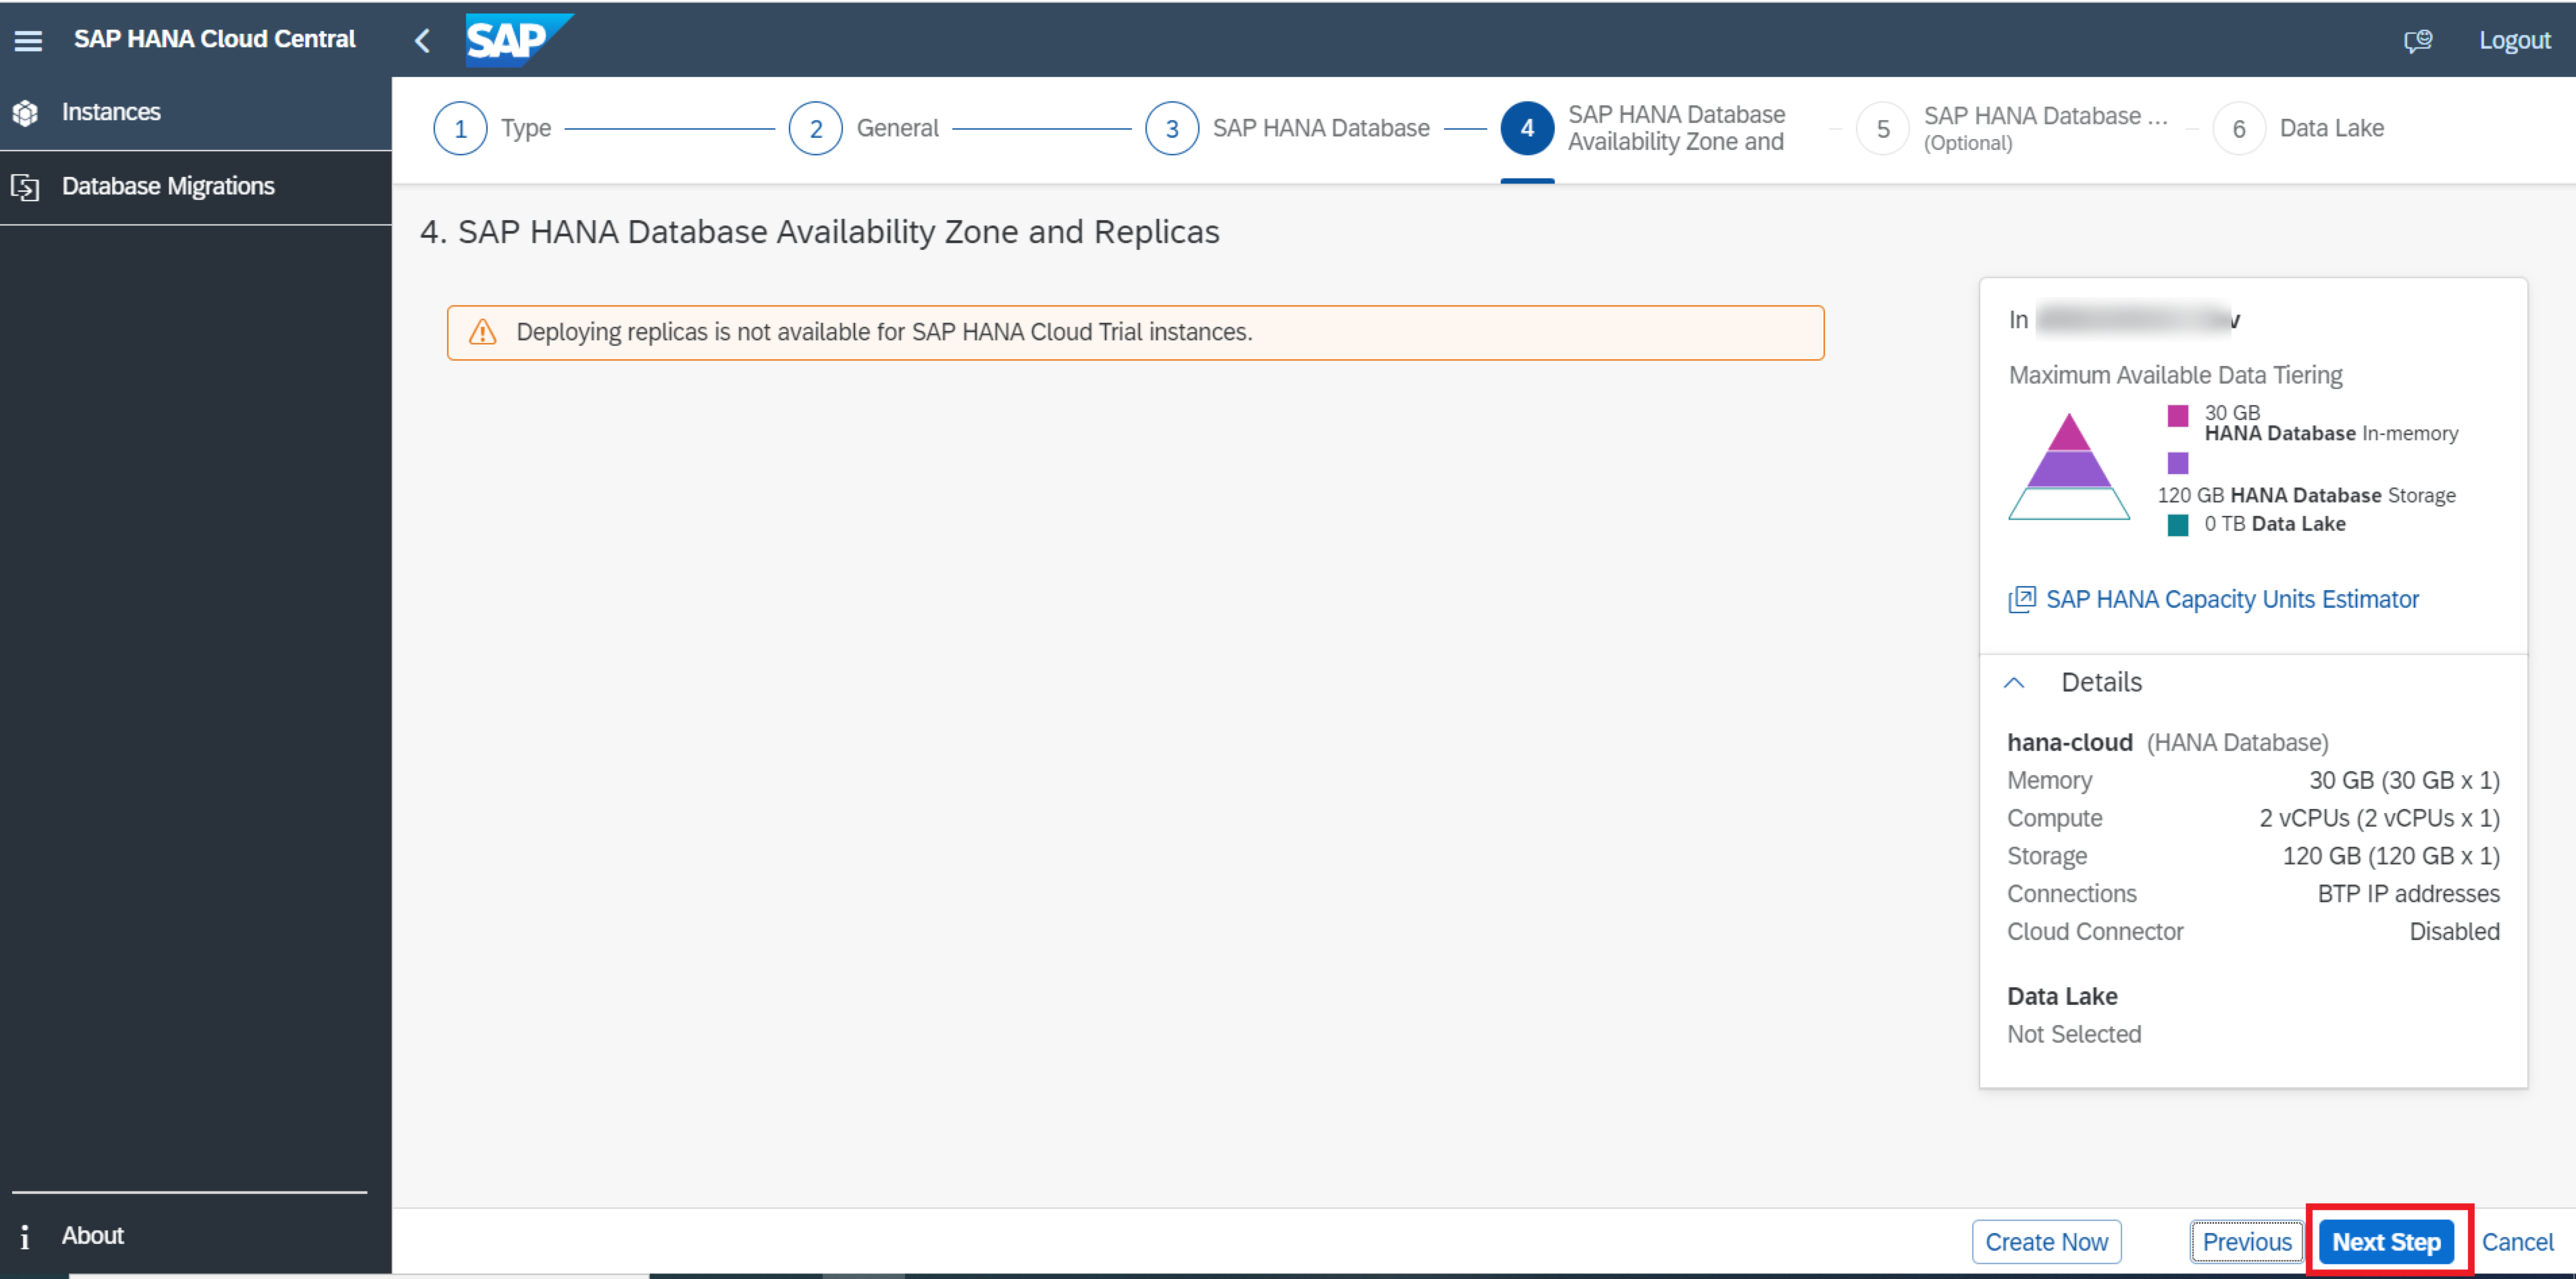 SAP HANA Cloud Central
SAP
Logout
Instances
Database Migrations
About
1 Type
2 General
3 SAP HANA Database
4 SAP HANA Database
Availability Zone and
5 SAP HANA Database ...
(Optional)
6 Data Lake
4. SAP HANA Database Availability Zone and Replicas
Deploying replicas is not available for SAP HANA Cloud Trial instances.
In
Maximum Available Data Tiering
30 GB
HANA Database In-memory
120 GB HANA Database Storage
0 TB Data Lake
SAP HANA Capacity Units Estimator
Details
hana-cloud (HANA Database)
Memory 30 GB (30 GB x 1)
Compute 2 vCPUs (2 vCPUs x 1)
Storage 120 GB (120 GB x 1)
Connections BTP IP addresses
Cloud Connector Disabled
Data Lake
Not Selected
Create Now Previous Next Step Cancel